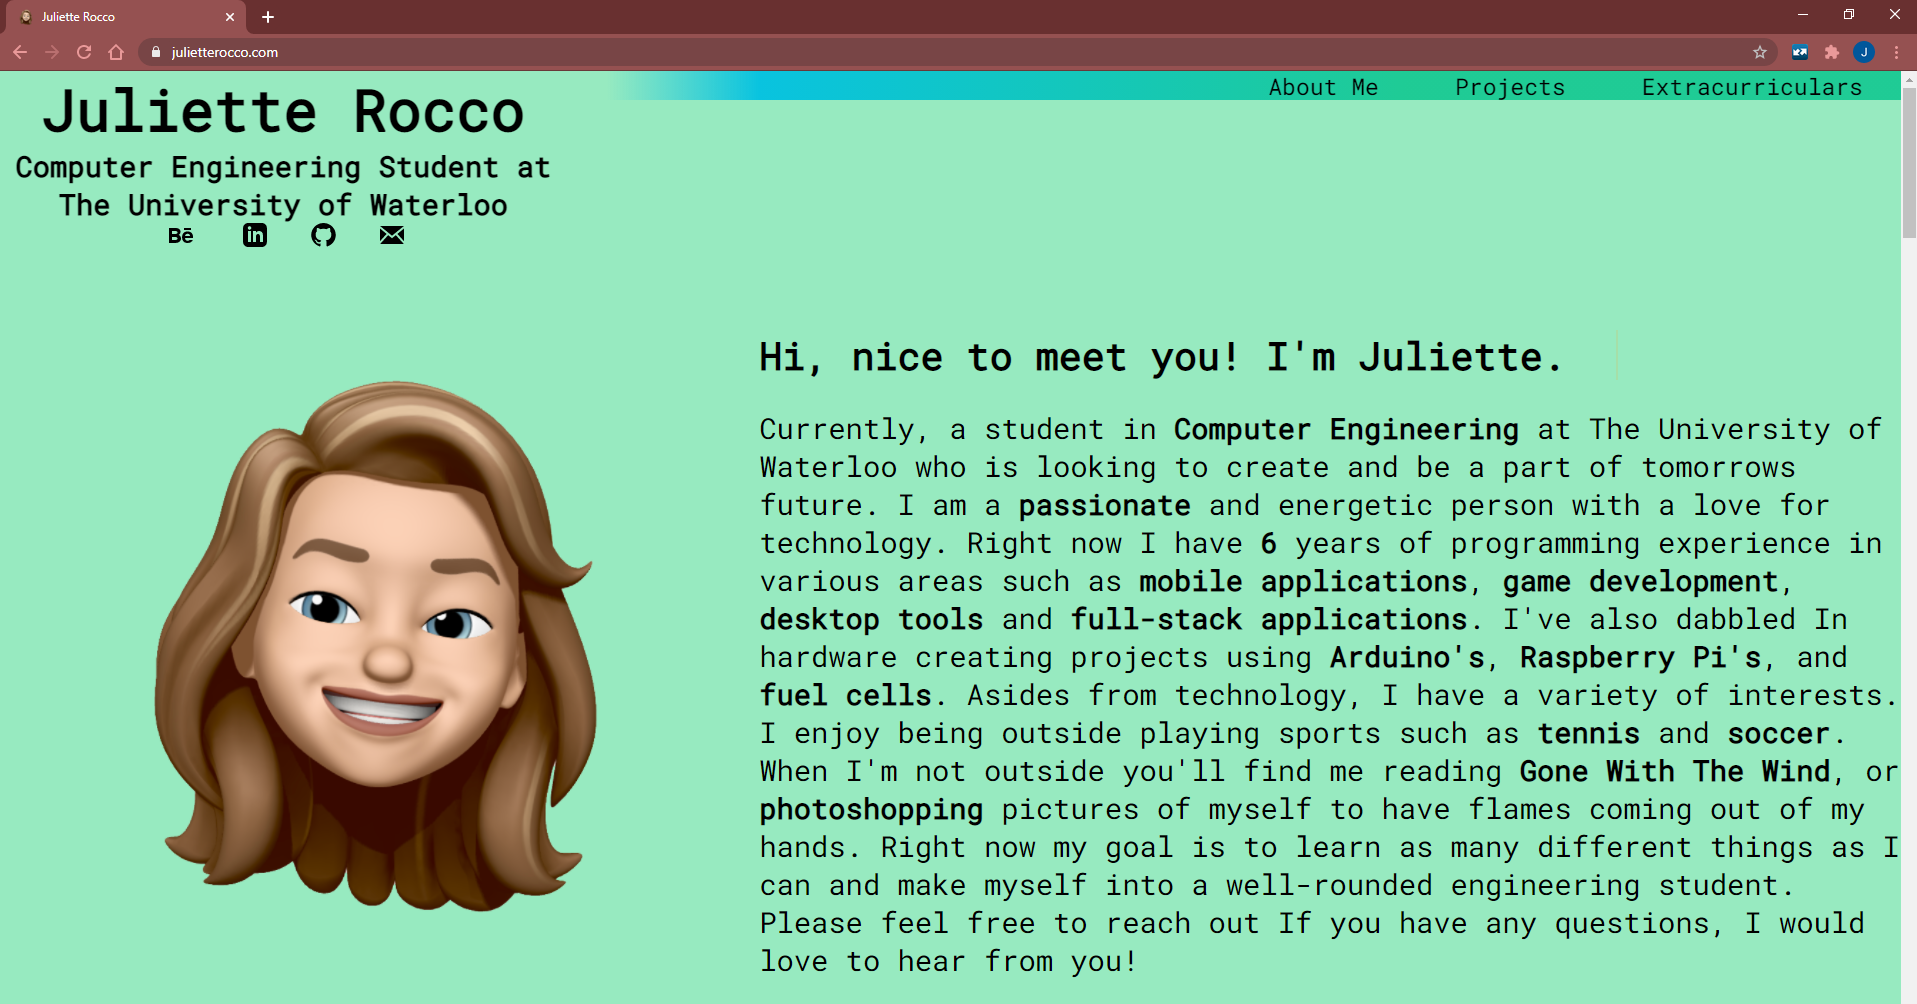 Juliette Rocco
julietterocco.com
J
About Me Projects Extracurriculars
Juliette Rocco
Computer Engineering Student at
The University of Waterloo
Bē in
Hi, nice to meet you! I'm Juliette.
Currently, a student in Computer Engineering at The University of
Waterloo who is looking to create and be a part of tomorrows
future. I am a passionate and energetic person with a love for
technology. Right now I have 6 years of programming experience in
various areas such as mobile applications, game development,
desktop tools and full-stack applications. I've also dabbled In
hardware creating projects using Arduino's, Raspberry Pi's, and
fuel cells. Asides from technology, I have a variety of interests.
I enjoy being outside playing sports such as tennis and soccer.
When I'm not outside you'll find me reading Gone With The Wind, or
photoshopping pictures of myself to have flames coming out of my
hands. Right now my goal is to learn as many different things as I
can and make myself into a well-rounded engineering student.
Please feel free to reach out If you have any questions, I would
love to hear from you!